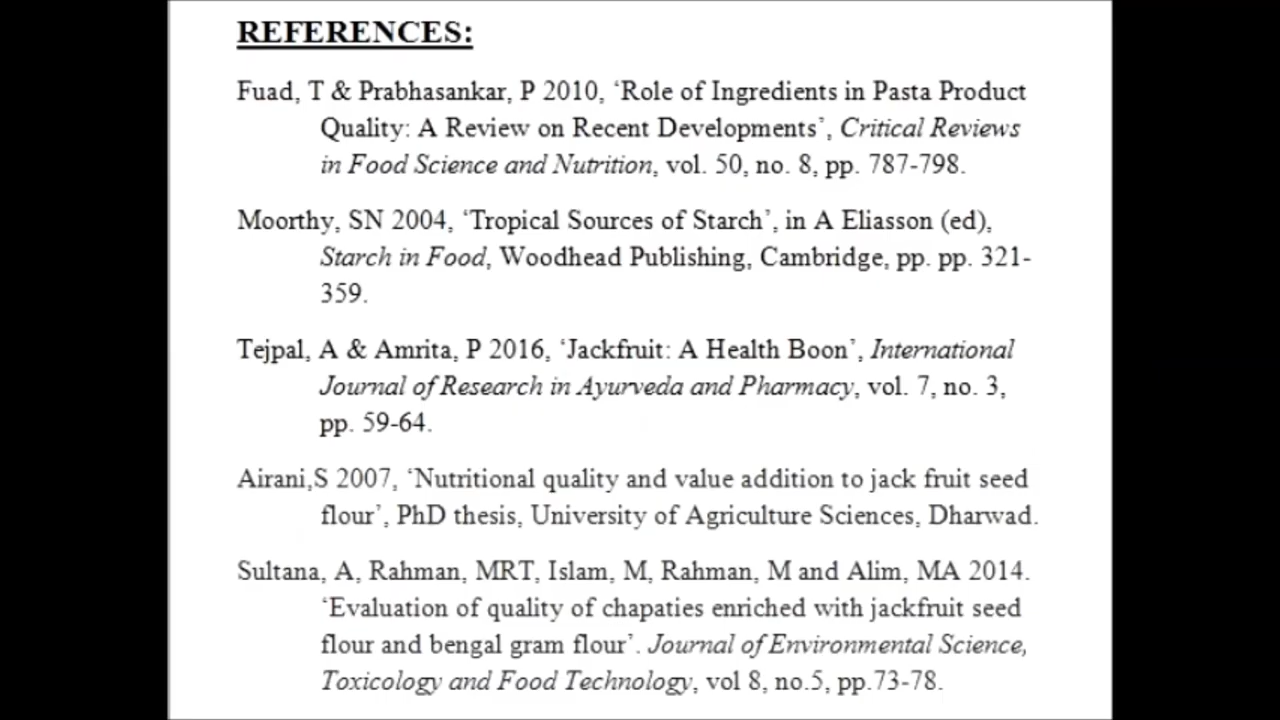 REFERENCES:
Fuad, T & Prabhasankar, P 2010, ‘Role of Ingredients in Pasta Product
Quality: A Review on Recent Developments’, Critical Reviews
in Food Science and Nutrition, vol. 50, no. 8, pp. 787-798.
Moorthy, SN 2004, ‘Tropical Sources of Starch’, in A Eliasson (ed),
Starch in Food, Woodhead Publishing, Cambridge, pp. pp. 321-
359.
Tejpal, A & Amrita, P 2016, ‘Jackfruit: A Health Boon’, International
Journal of Research in Ayurveda and Pharmacy, vol. 7, no. 3,
pp. 59-64.
Airani,S 2007, ‘Nutritional quality and value addition to jack fruit seed
flour’, PhD thesis, University of Agriculture Sciences, Dharwad.
Sultana, A, Rahman, MRT, Islam, M, Rahman, M and Alim, MA 2014.
‘Evaluation of quality of chapaties enriched with jackfruit seed
flour and bengal gram flour’. Journal of Environmental Science,
Toxicology and Food Technology, vol 8, no.5, pp.73-78.